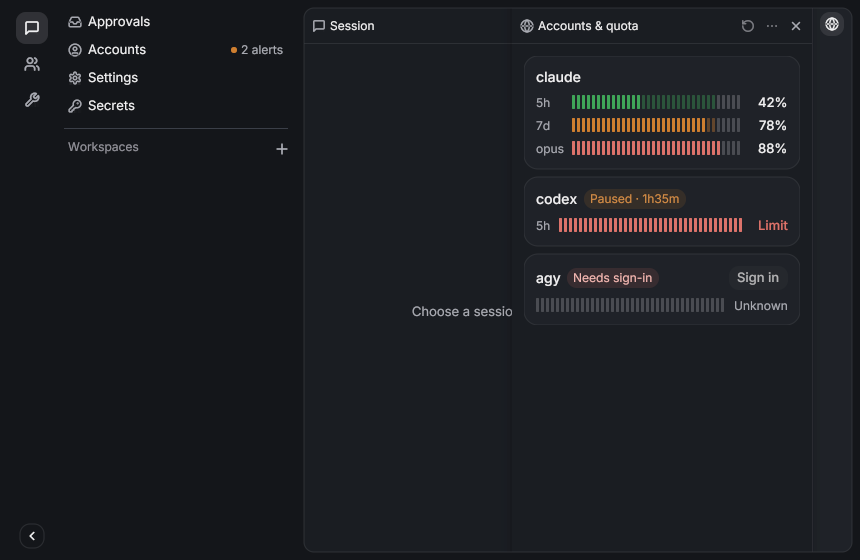 Approvals
Accounts
2 alerts
Settings
Secrets
Workspaces
Session
Choose a sessio
Accounts & quota
claude
5h 42%
7d 78%
opus 88%
codex Paused · 1h35m
5h Limit
agy Needs sign-in Sign in
Unknown